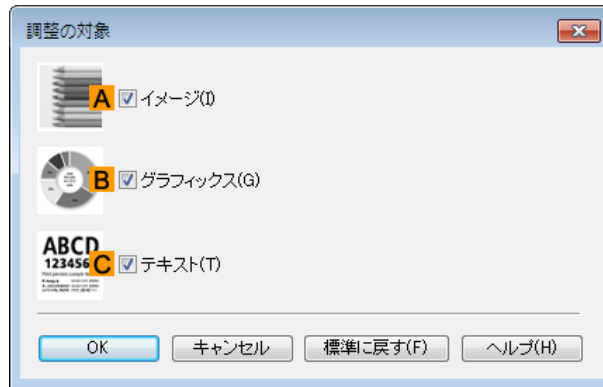 調整の対象
A イメージ(I)
B グラフィックス(G)
ABCD
123456
C テキスト(T)
OK キャンセル 標準に戻す(F) ヘルプ(H)